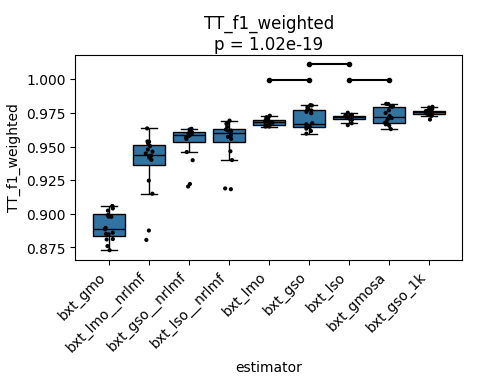 TT_f1_weighted
p = 1.02e-19
TT_f1_weighted
1.000
0.975
0.950
0.925
0.900
0.875
bxt_gmo
bxt_lmo__nrlmf
bxt_gso__nrlmf
bxt_lso__nrlmf
bxt_lmo
bxt_gso
bxt_lso
bxt_gmosa
bxt_gso_1k
estimator